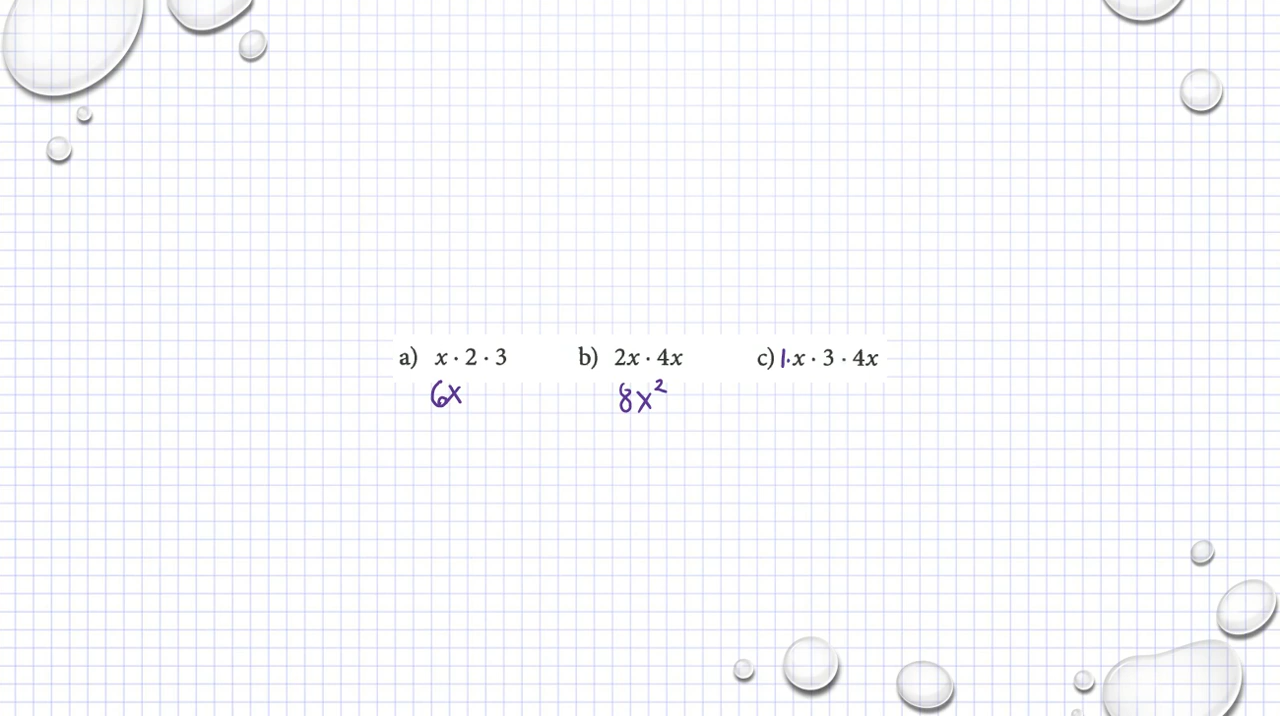 a) x · 2 · 3 b) 2x · 4x c) 1· x · 3 · 4x
6x 8x²